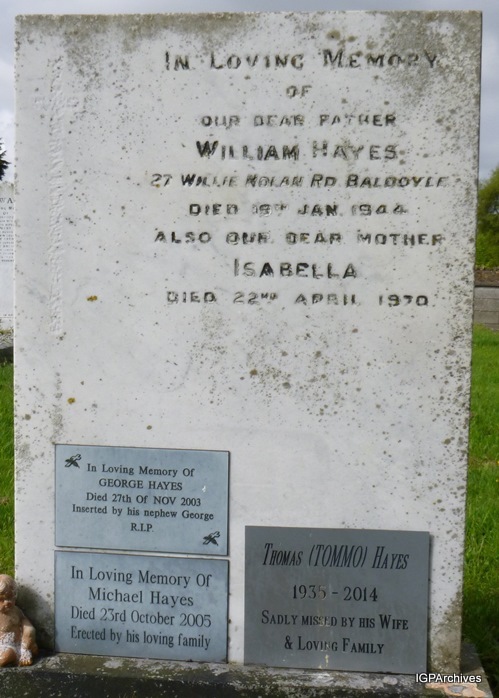 In Loving Memory
OF
OUR DEAR FATHER
WILLIAM HAYES
27 WILLIE NOLAN RD. BALDOYLE
DIED 19TH JAN. 1944
ALSO OUR DEAR MOTHER
ISABELLA
DIED 22ND APRIL 1970
In Loving Memory Of
GEORGE HAYES
Died 27th Of NOV 2003
Inserted by his nephew George
R.I.P.
In Loving Memory Of
Michael Hayes
Died 23rd October 2005
Erected by his loving family
THOMAS (TOMMO) HAYES
1935 - 2014
SADLY MISSED BY HIS WIFE
& LOVING FAMILY
IGPArchives